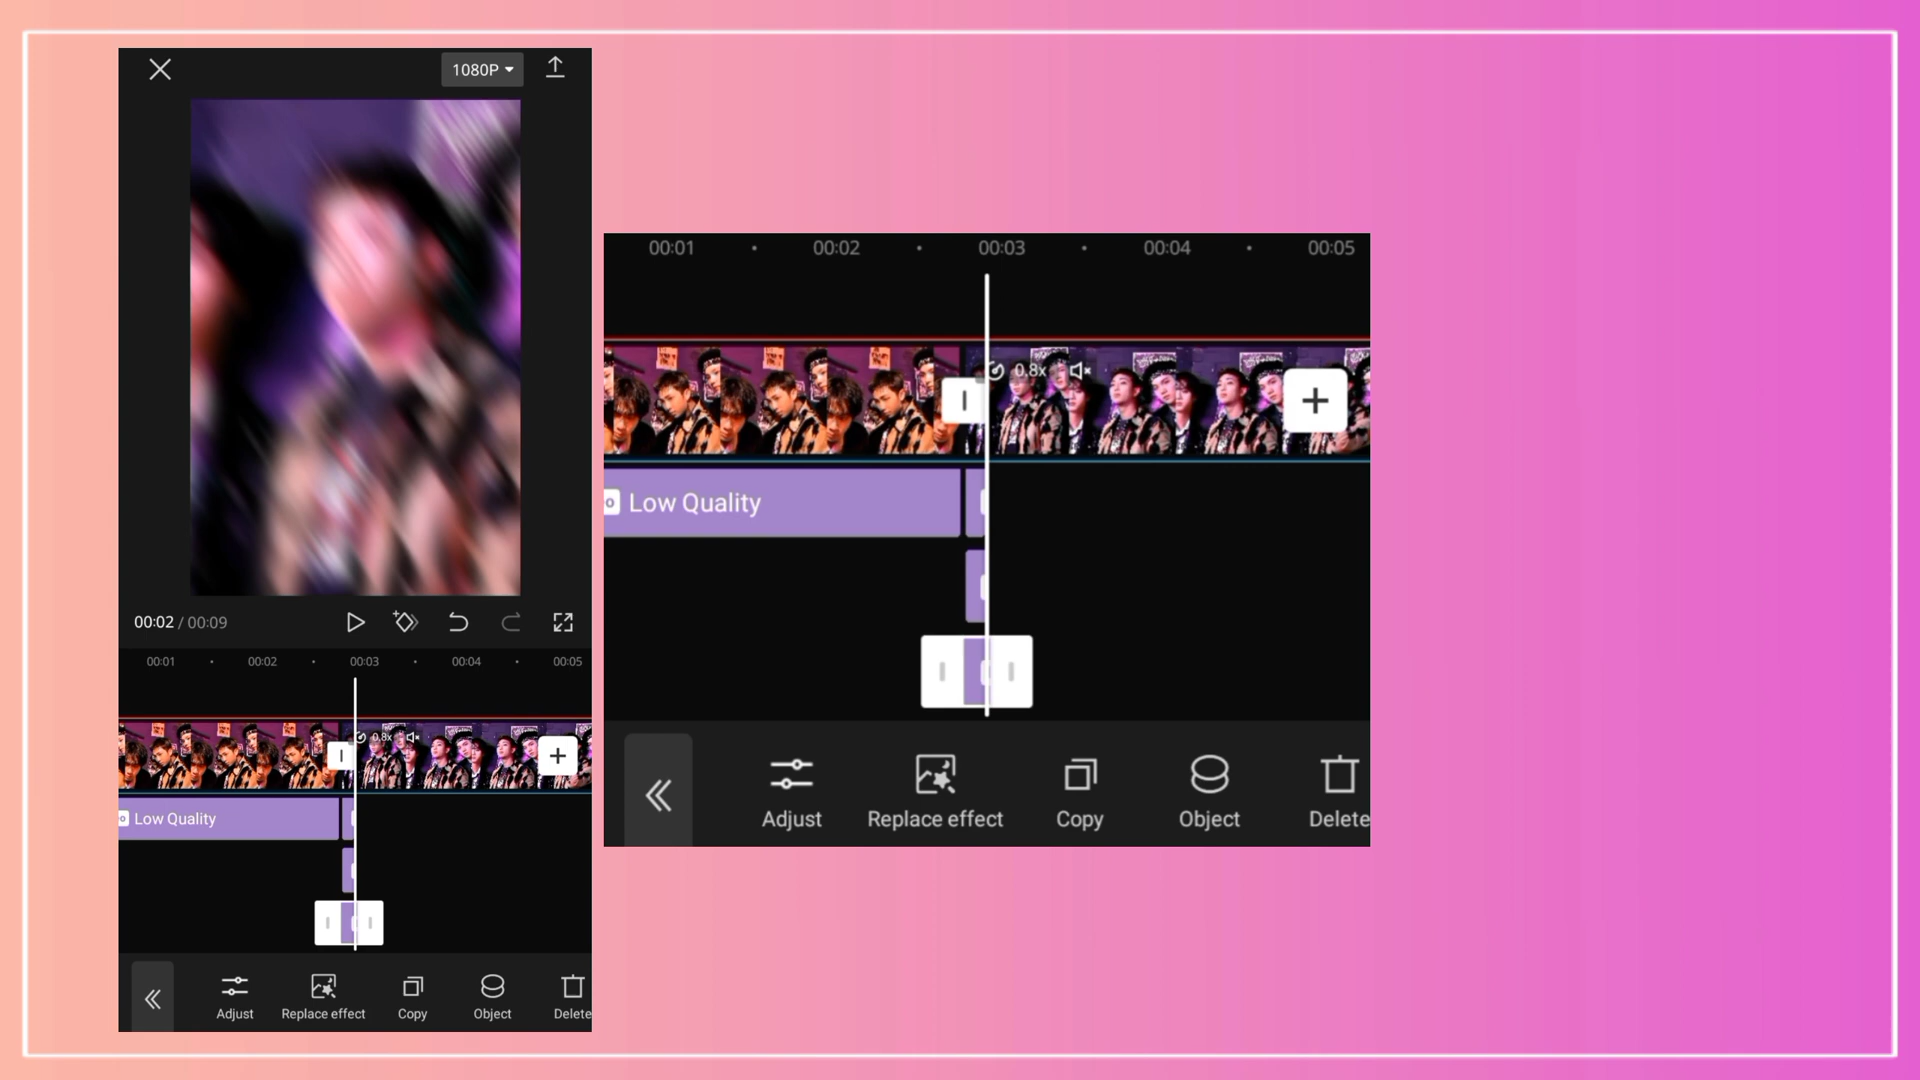 1080P
00:02 / 00:09
00:01 00:02 00:03 00:04 00:05
0.8x
Low Quality
Adjust Replace effect Copy Object Delete
00:01 00:02 00:03 00:04 00:05
0.8x
Low Quality
Adjust Replace effect Copy Object Delete